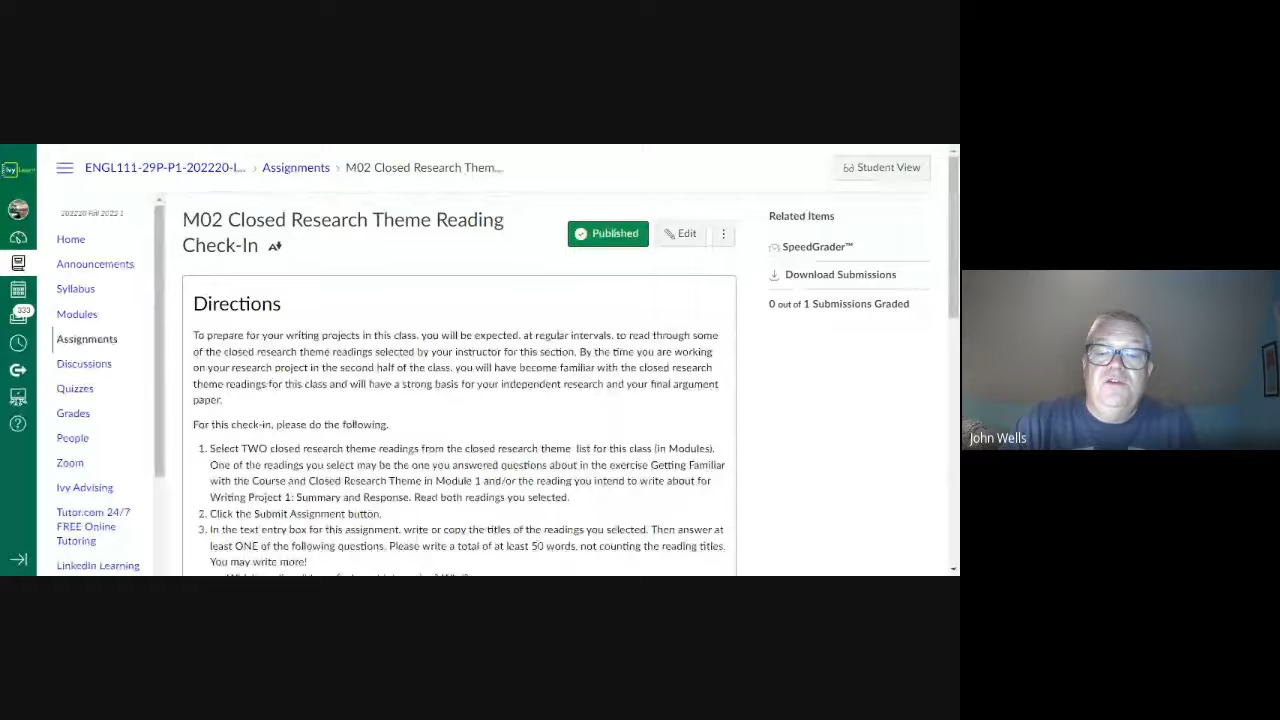 ENGL111-29P-P1-202220-I... › Assignments › M02 Closed Research Them...
Student View
Ivy Learn
202220 Fall 2022 1
Home
Announcements
Syllabus
Modules
Assignments
Discussions
Quizzes
Grades
People
Zoom
Ivy Advising
Tutor.com 24/7
FREE Online
Tutoring
LinkedIn Learning
333
M02 Closed Research Theme Reading
Check-In
Published
Edit
Directions
To prepare for your writing projects in this class, you will be expected, at regular intervals, to read through some
of the closed research theme readings selected by your instructor for this section. By the time you are working
on your research project in the second half of the class, you will have become familiar with the closed research
theme readings for this class and will have a strong basis for your independent research and your final argument
paper.
For this check-in, please do the following.
1. Select TWO closed research theme readings from the closed research theme list for this class (in Modules).
One of the readings you select may be the one you answered questions about in the exercise Getting Familiar
with the Course and Closed Research Theme in Module 1 and/or the reading you intend to write about for
Writing Project 1: Summary and Response. Read both readings you selected.
2. Click the Submit Assignment button.
3. In the text entry box for this assignment, write or copy the titles of the readings you selected. Then answer at
least ONE of the following questions. Please write a total of at least 50 words, not counting the reading titles.
You may write more!
Related Items
SpeedGrader™
Download Submissions
0 out of 1 Submissions Graded
John Wells